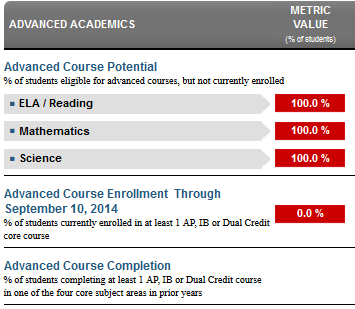 ADVANCED ACADEMICS
METRIC
VALUE
(% of students)
Advanced Course Potential
% of students eligible for advanced courses, but not currently enrolled
ELA / Reading 100.0 %
Mathematics 100.0 %
Science 100.0 %
Advanced Course Enrollment Through
September 10, 2014
0.0 %
% of students currently enrolled in at least 1 AP, IB or Dual Credit
core course
Advanced Course Completion
% of students completing at least 1 AP, IB or Dual Credit course
in one of the four core subject areas in prior years